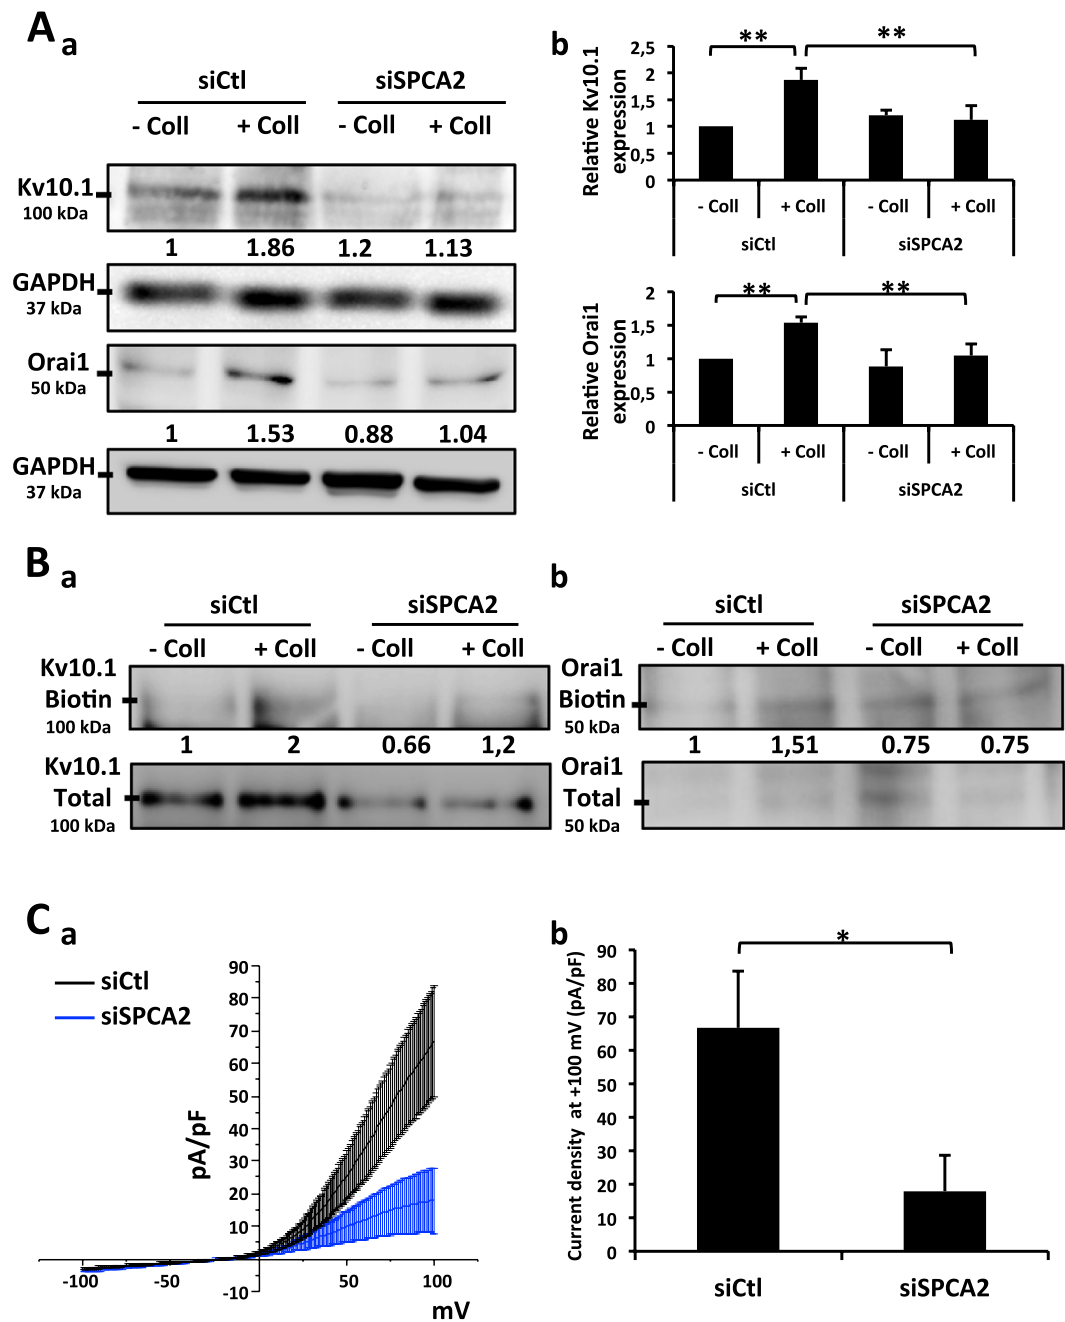 A a
siCtl siSPCA2
- Coll + Coll - Coll + Coll
Kv10.1
100 kDa
1 1.86 1.2 1.13
GAPDH
37 kDa
Orai1
50 kDa
1 1.53 0.88 1.04
GAPDH
37 kDa
b
Relative Kv10.1
expression
2,5
2
1,5
1
0,5
0
** **
- Coll + Coll - Coll + Coll
siCtl siSPCA2
Relative Orai1
expression
2
1,5
1
0,5
0
** **
- Coll + Coll - Coll + Coll
siCtl siSPCA2
B a
siCtl siSPCA2
- Coll + Coll - Coll + Coll
Kv10.1
Biotin
100 kDa
1 2 0.66 1,2
Kv10.1
Total
100 kDa
b
siCtl siSPCA2
- Coll + Coll - Coll + Coll
Orai1
Biotin
50 kDa
1 1,51 0.75 0.75
Orai1
Total
50 kDa
C a
siCtl
siSPCA2
pA/pF
90
80
70
60
50
40
30
20
10
-10
-100 -50 50 100
mV
b
Current density at +100 mV (pA/pF)
90
80
70
60
50
40
30
20
10
0
*
siCtl siSPCA2